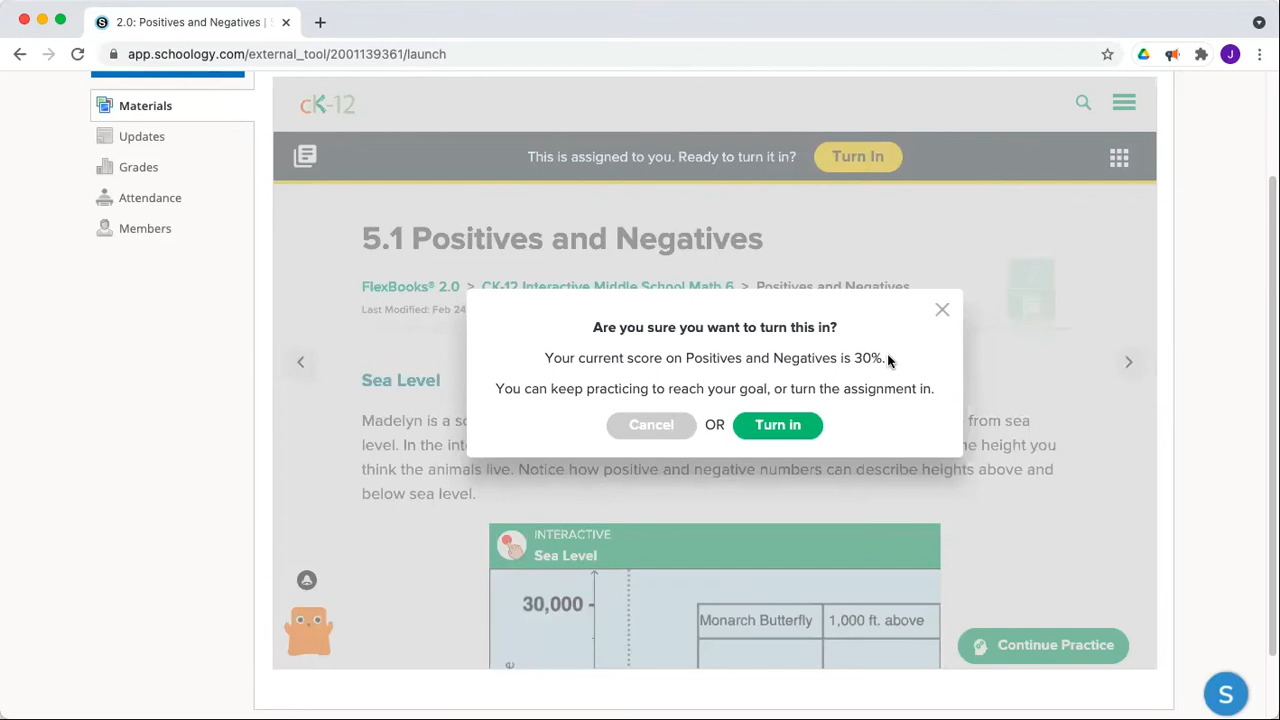 2.0: Positives and Negatives |
app.schoology.com/external_tool/2001139361/launch
J
Materials
Updates
Grades
Attendance
Members
cK-12
This is assigned to you. Ready to turn it in?
Turn In
5.1 Positives and Negatives
FlexBooks® 2.0 > CK-12 Interactive Middle School Math 6 > Positives and Negatives
Last Modified: Feb 24
Are you sure you want to turn this in?
Your current score on Positives and Negatives is 30%.
You can keep practicing to reach your goal, or turn the assignment in.
Cancel OR Turn in
Sea Level
Madelyn is a from sea
level. In the height you
think the animals live. Notice how positive and negative numbers can describe heights above and
below sea level.
INTERACTIVE
Sea Level
30,000
Monarch Butterfly 1,000 ft. above
Continue Practice
S